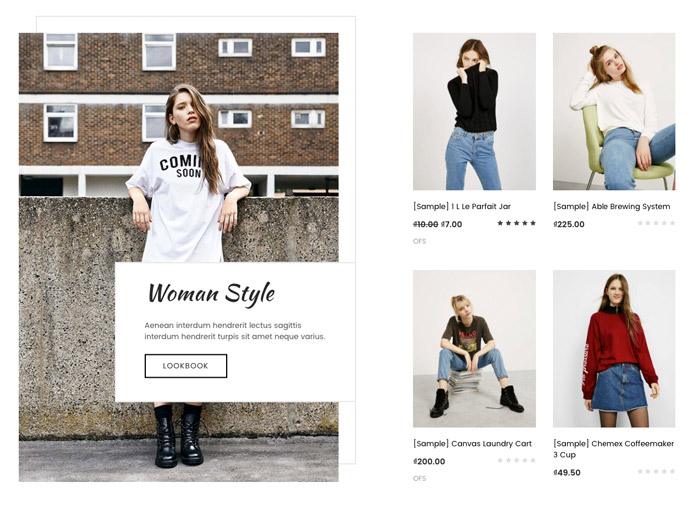 COMING
SOON
Woman Style
Aenean interdum hendrerit lectus sagittis
interdum hendrerit turpis sit amet neque varius.
LOOKBOOK
[Sample] 1 L Le Parfait Jar
₫10.00 ₫7.00
OFS
[Sample] Able Brewing System
₫225.00
[Sample] Canvas Laundry Cart
₫200.00
OFS
[Sample] Chemex Coffeemaker
3 Cup
₫49.50